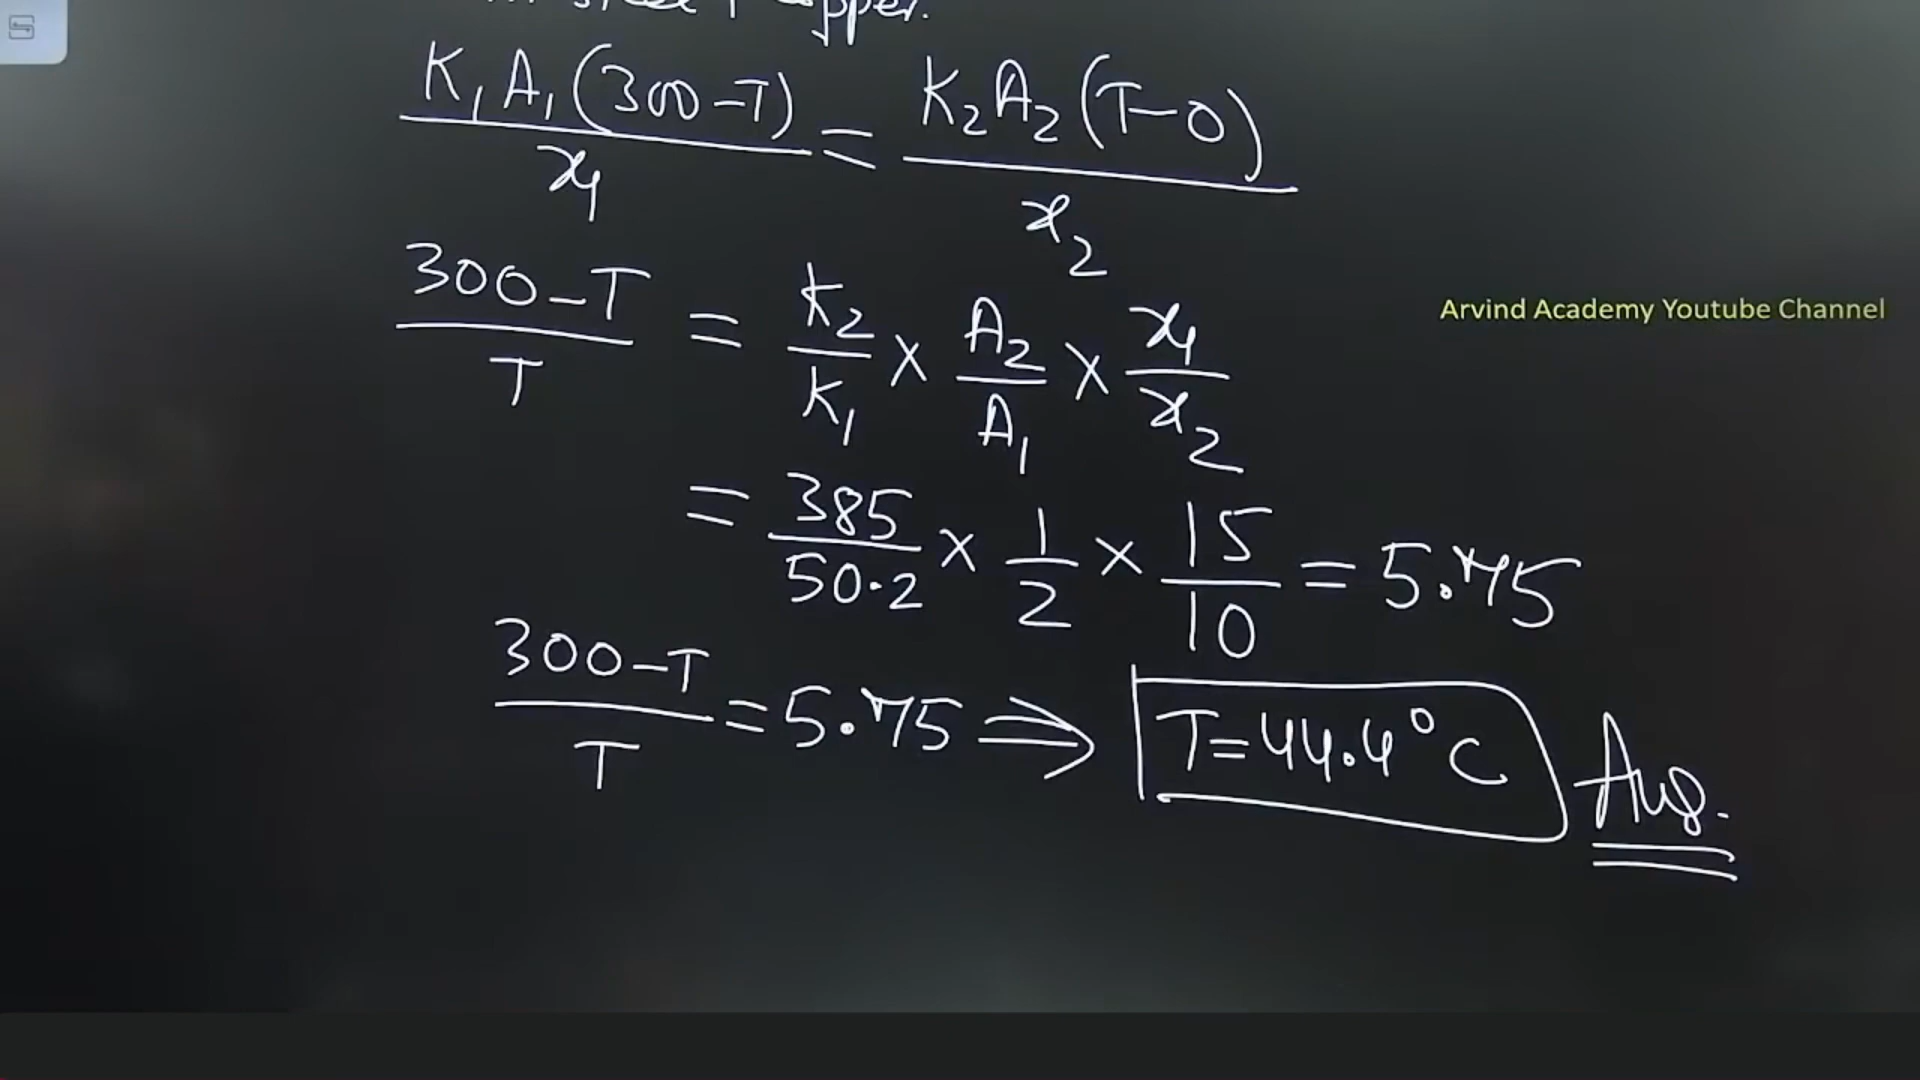 copper.
K₁A₁(300-T)/x₁ = K₂A₂(T-0)/x₂
300-T/T = K₂/K₁ × A₂/A₁ × x₁/x₂
Arvind Academy Youtube Channel
= 385/50.2 × 1/2 × 15/10 = 5.75
300-T/T = 5.75 ⇒ T=44.4°C Ans.